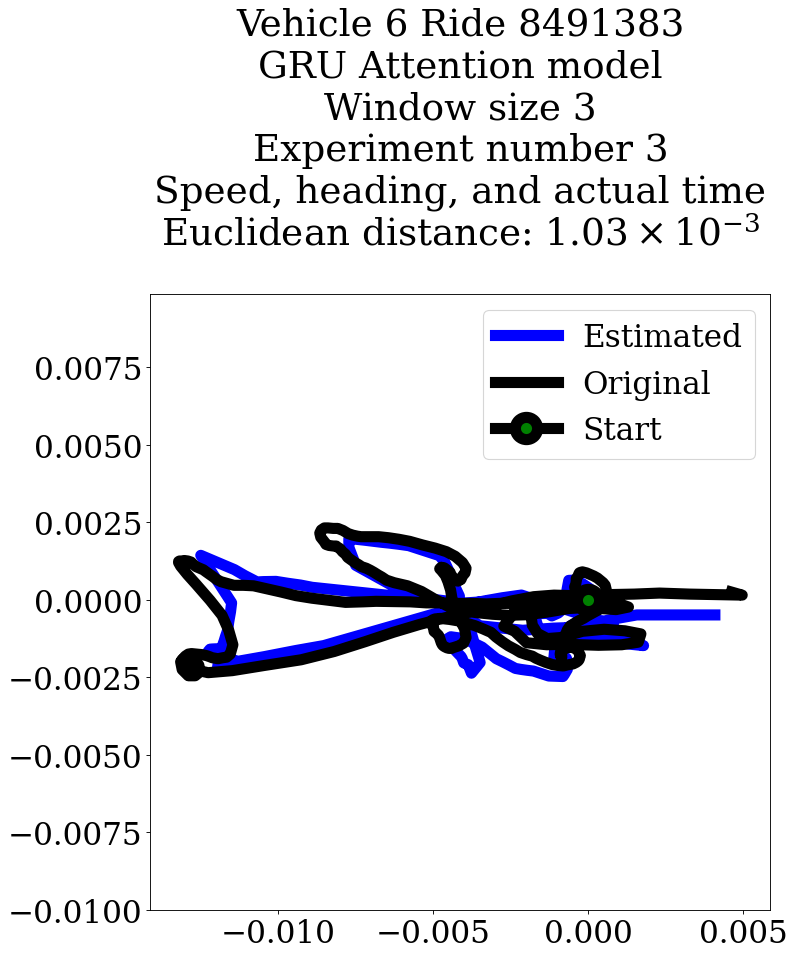 Vehicle 6 Ride 8491383
GRU Attention model
Window size 3
Experiment number 3
Speed, heading, and actual time
Euclidean distance: 1.03 × 10⁻³
Estimated
Original
Start
0.0075
0.0050
0.0025
0.0000
−0.0025
−0.0050
−0.0075
−0.0100
−0.010
−0.005
0.000
0.005